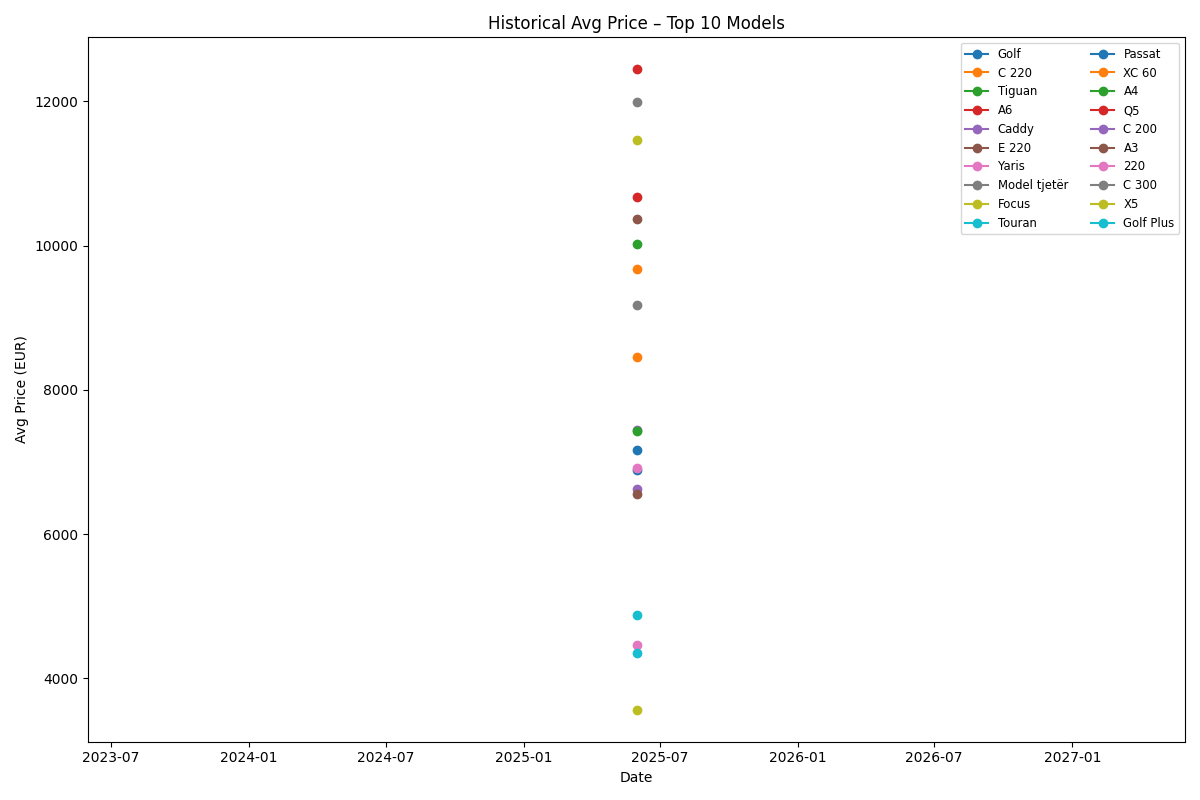 Historical Avg Price – Top 10 Models
Golf
C 220
Tiguan
A6
Caddy
E 220
Yaris
Model tjetër
Focus
Touran
Passat
XC 60
A4
Q5
C 200
A3
220
C 300
X5
Golf Plus
Avg Price (EUR)
12000
10000
8000
6000
4000
2023-07 2024-01 2024-07 2025-01 2025-07 2026-01 2026-07 2027-01
Date